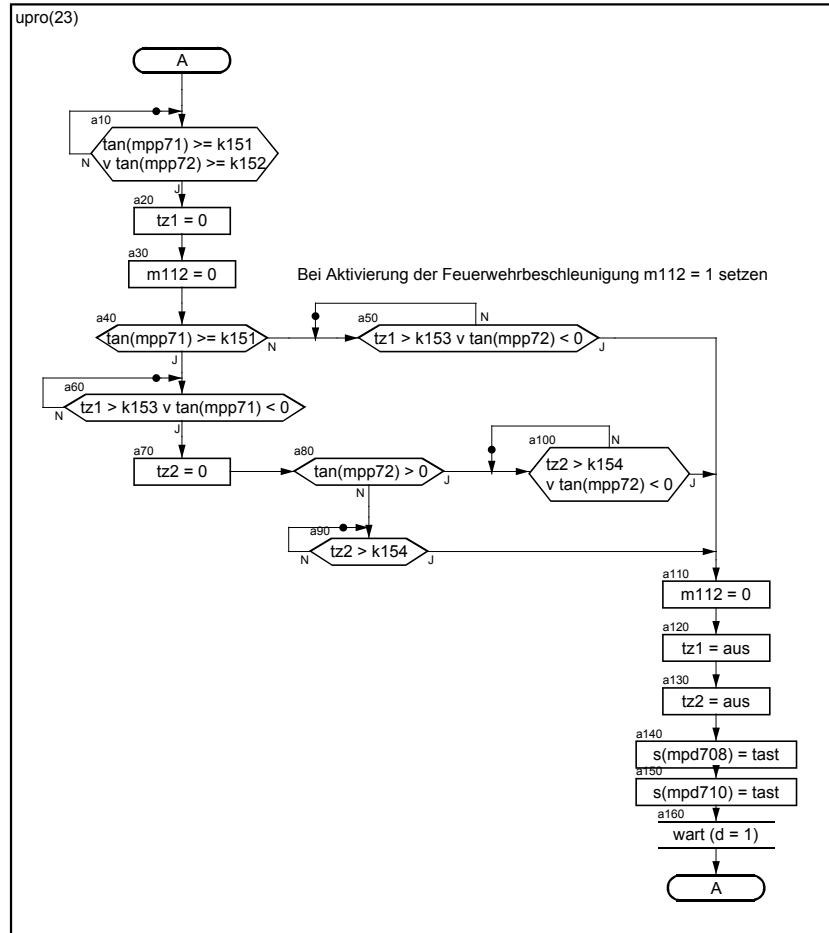 upro(23)
A
a10
tan(mpp71) >= k151
v tan(mpp72) >= k152
N
J
a20
tz1 = 0
a30
m112 = 0
Bei Aktivierung der Feuerwehrbeschleunigung m112 = 1 setzen
a40
tan(mpp71) >= k151
N
J
a50
tz1 > k153 v tan(mpp72) < 0
N
J
a60
tz1 > k153 v tan(mpp71) < 0
N
J
a70
tz2 = 0
a80
tan(mpp72) > 0
J
N
a100
tz2 > k154
v tan(mpp72) < 0
N
J
a90
tz2 > k154
N
J
a110
m112 = 0
a120
tz1 = aus
a130
tz2 = aus
a140
s(mpd708) = tast
a150
s(mpd710) = tast
a160
wart (d = 1)
A